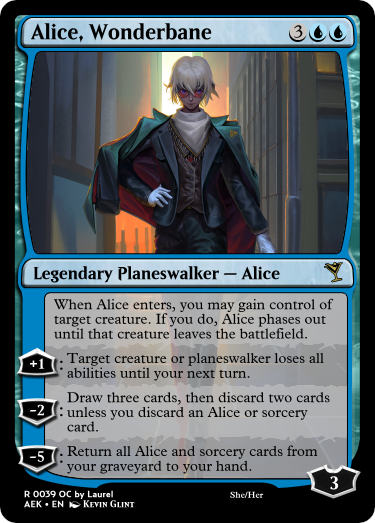 Alice, Wonderbane 3
Legendary Planeswalker — Alice
When Alice enters, you may gain control of
target creature. If you do, Alice phases out
until that creature leaves the battlefield.
+1: Target creature or planeswalker loses all
abilities until your next turn.
-2: Draw three cards, then discard two cards
unless you discard an Alice or sorcery
card.
-5: Return all Alice and sorcery cards from
your graveyard to your hand.
3
R 0039 OC by Laurel
She/Her
AEK • EN Kevin Glint